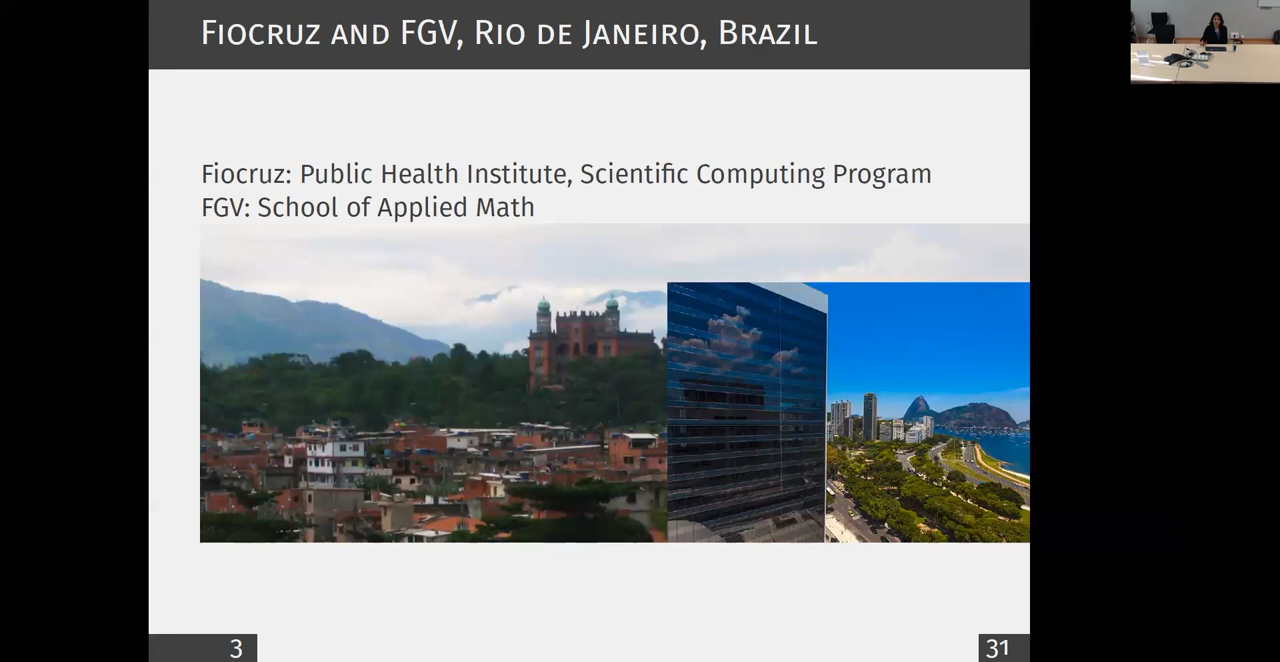 Fiocruz and FGV, Rio de Janeiro, Brazil
Fiocruz: Public Health Institute, Scientific Computing Program
FGV: School of Applied Math
3
31